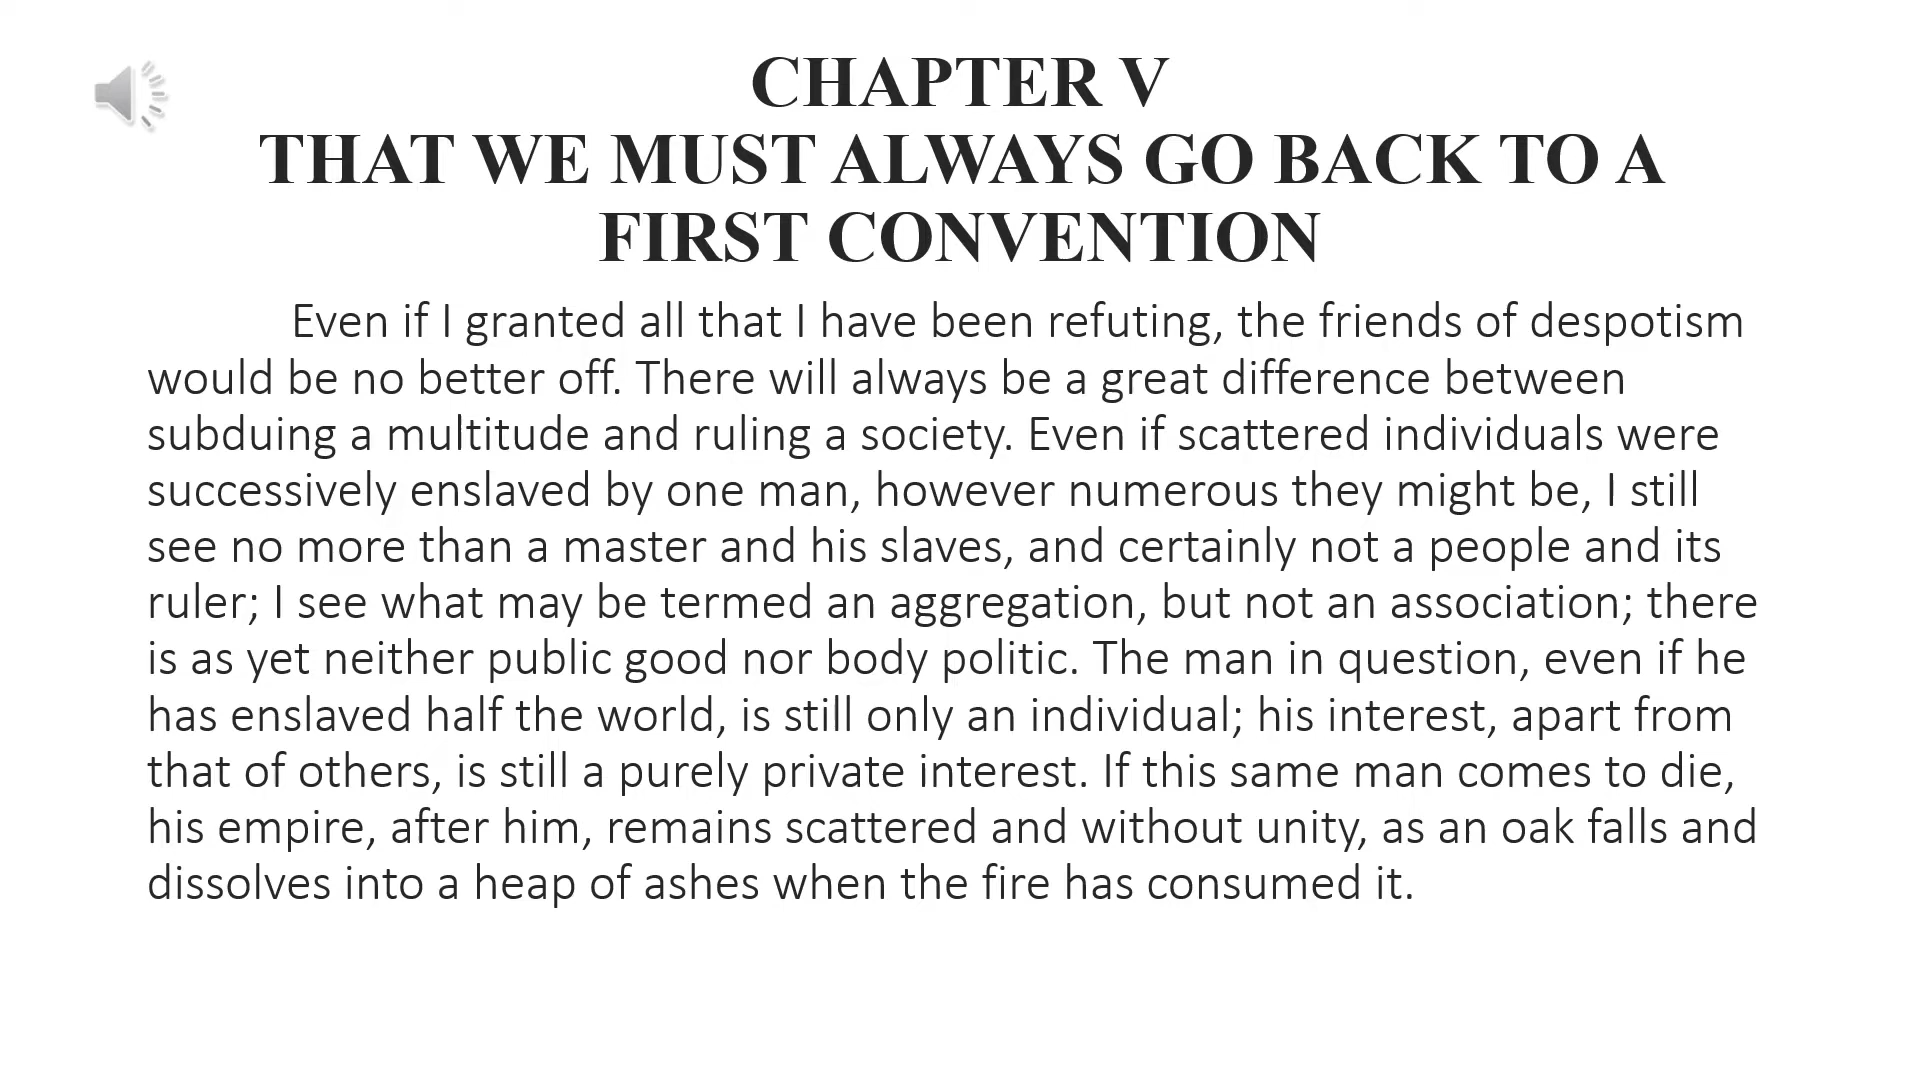 CHAPTER V
THAT WE MUST ALWAYS GO BACK TO A
FIRST CONVENTION
Even if I granted all that I have been refuting, the friends of despotism
would be no better off. There will always be a great difference between
subduing a multitude and ruling a society. Even if scattered individuals were
successively enslaved by one man, however numerous they might be, I still
see no more than a master and his slaves, and certainly not a people and its
ruler; I see what may be termed an aggregation, but not an association; there
is as yet neither public good nor body politic. The man in question, even if he
has enslaved half the world, is still only an individual; his interest, apart from
that of others, is still a purely private interest. If this same man comes to die,
his empire, after him, remains scattered and without unity, as an oak falls and
dissolves into a heap of ashes when the fire has consumed it.